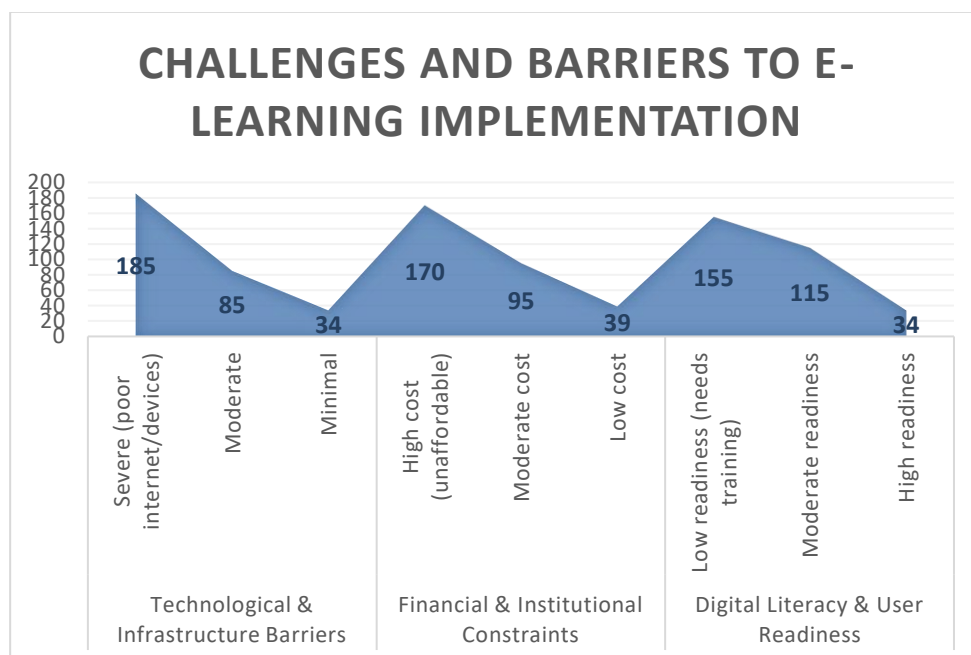 CHALLENGES AND BARRIERS TO E-
LEARNING IMPLEMENTATION
200
180
160
140
120
100
80
60
40
20
0
185
85
34
170
95
39
155
115
34
Severe (poor
internet/devices)
Moderate
Minimal
High cost
(unaffordable)
Moderate cost
Low cost
Low readiness (needs
training)
Moderate readiness
High readiness
Technological &
Infrastructure Barriers
Financial & Institutional
Constraints
Digital Literacy & User
Readiness